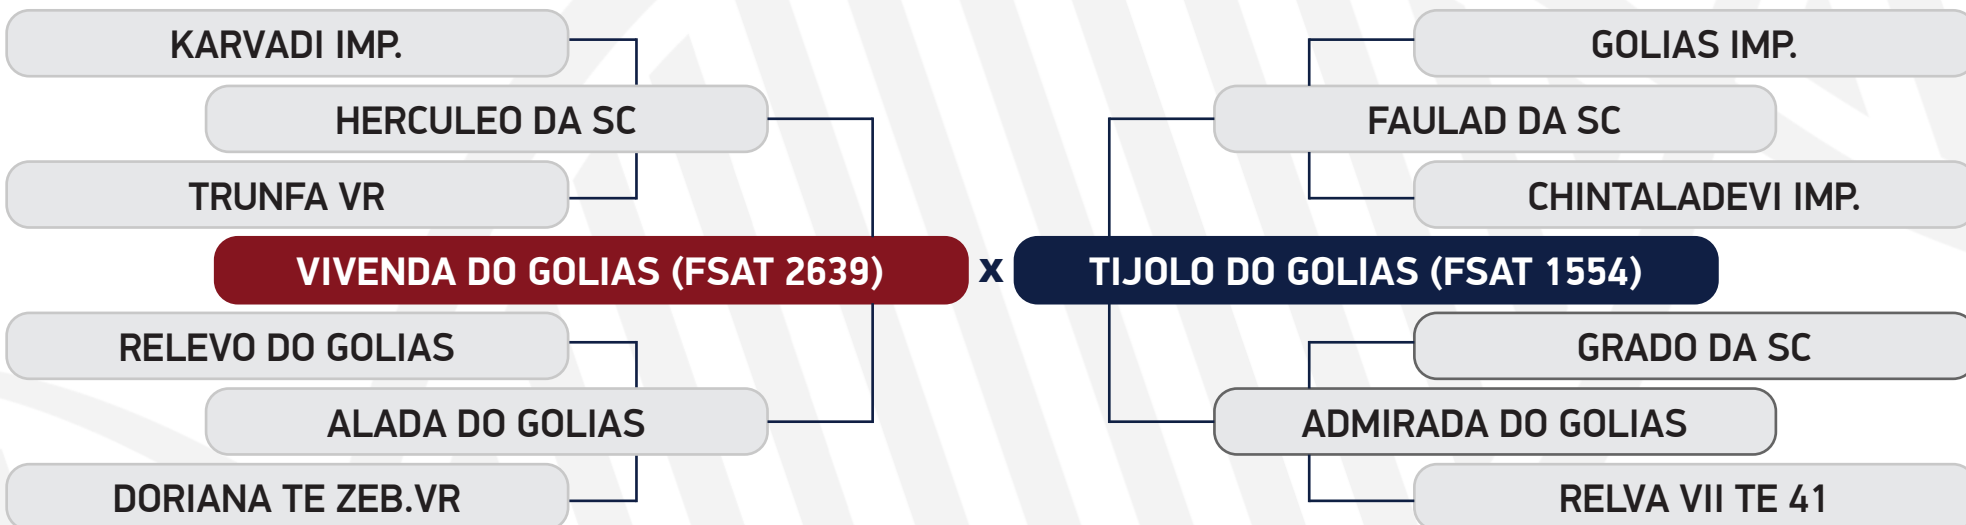 KARVADI IMP.
GOLIAS IMP.
HERCULEO DA SC
FAULAD DA SC
TRUNFA VR
CHINTALADEVI IMP.
VIVENDA DO GOLIAS (FSAT 2639) x TIJOLO DO GOLIAS (FSAT 1554)
RELEVO DO GOLIAS
GRADO DA SC
ALADA DO GOLIAS
ADMIRADA DO GOLIAS
DORIANA TE ZEB.VR
RELVA VII TE 41